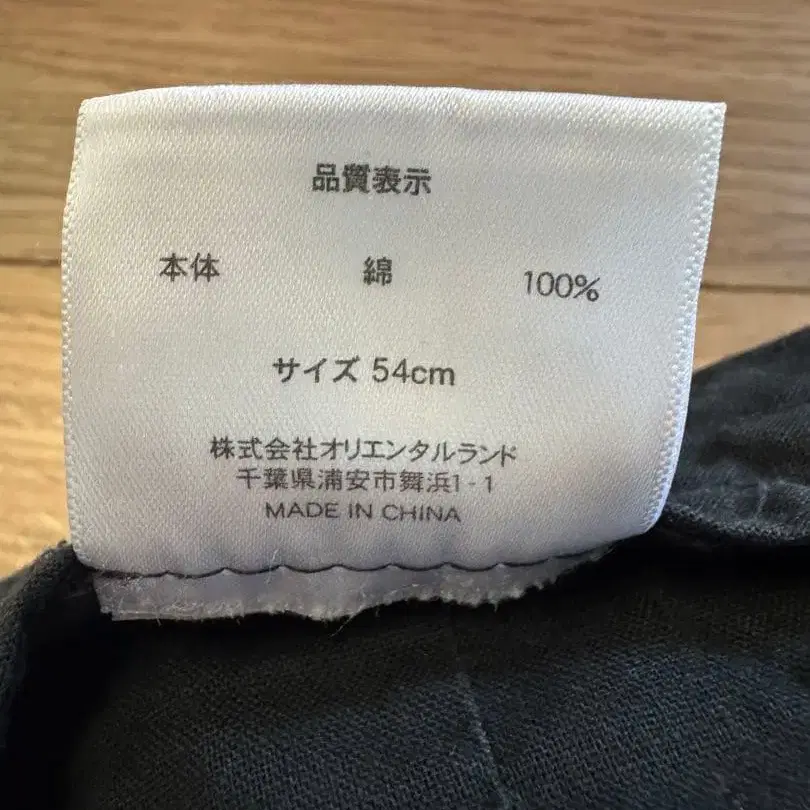 品質表示
本体 綿 100%
サイズ 54cm
株式会社オリエンタルランド
千葉県浦安市舞浜1-1
MADE IN CHINA